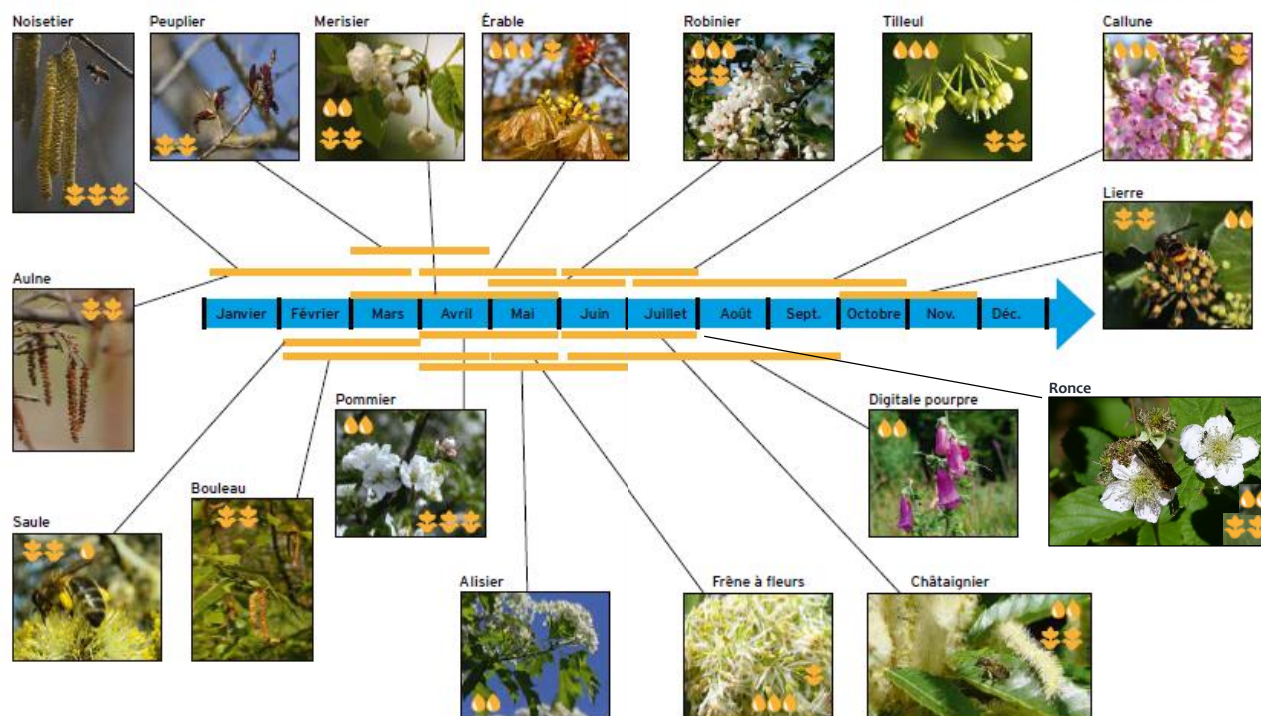 Noisetier
Peuplier
Merisier
Érable
Robinier
Tilleul
Callune
Lierre
Aulne
Janvier
Février
Mars
Avril
Mai
Juin
Juillet
Août
Sept.
Octobre
Nov.
Déc.
Ronce
Pommier
Digitale pourpre
Bouleau
Saule
Alisier
Frêne à fleurs
Châtaignier